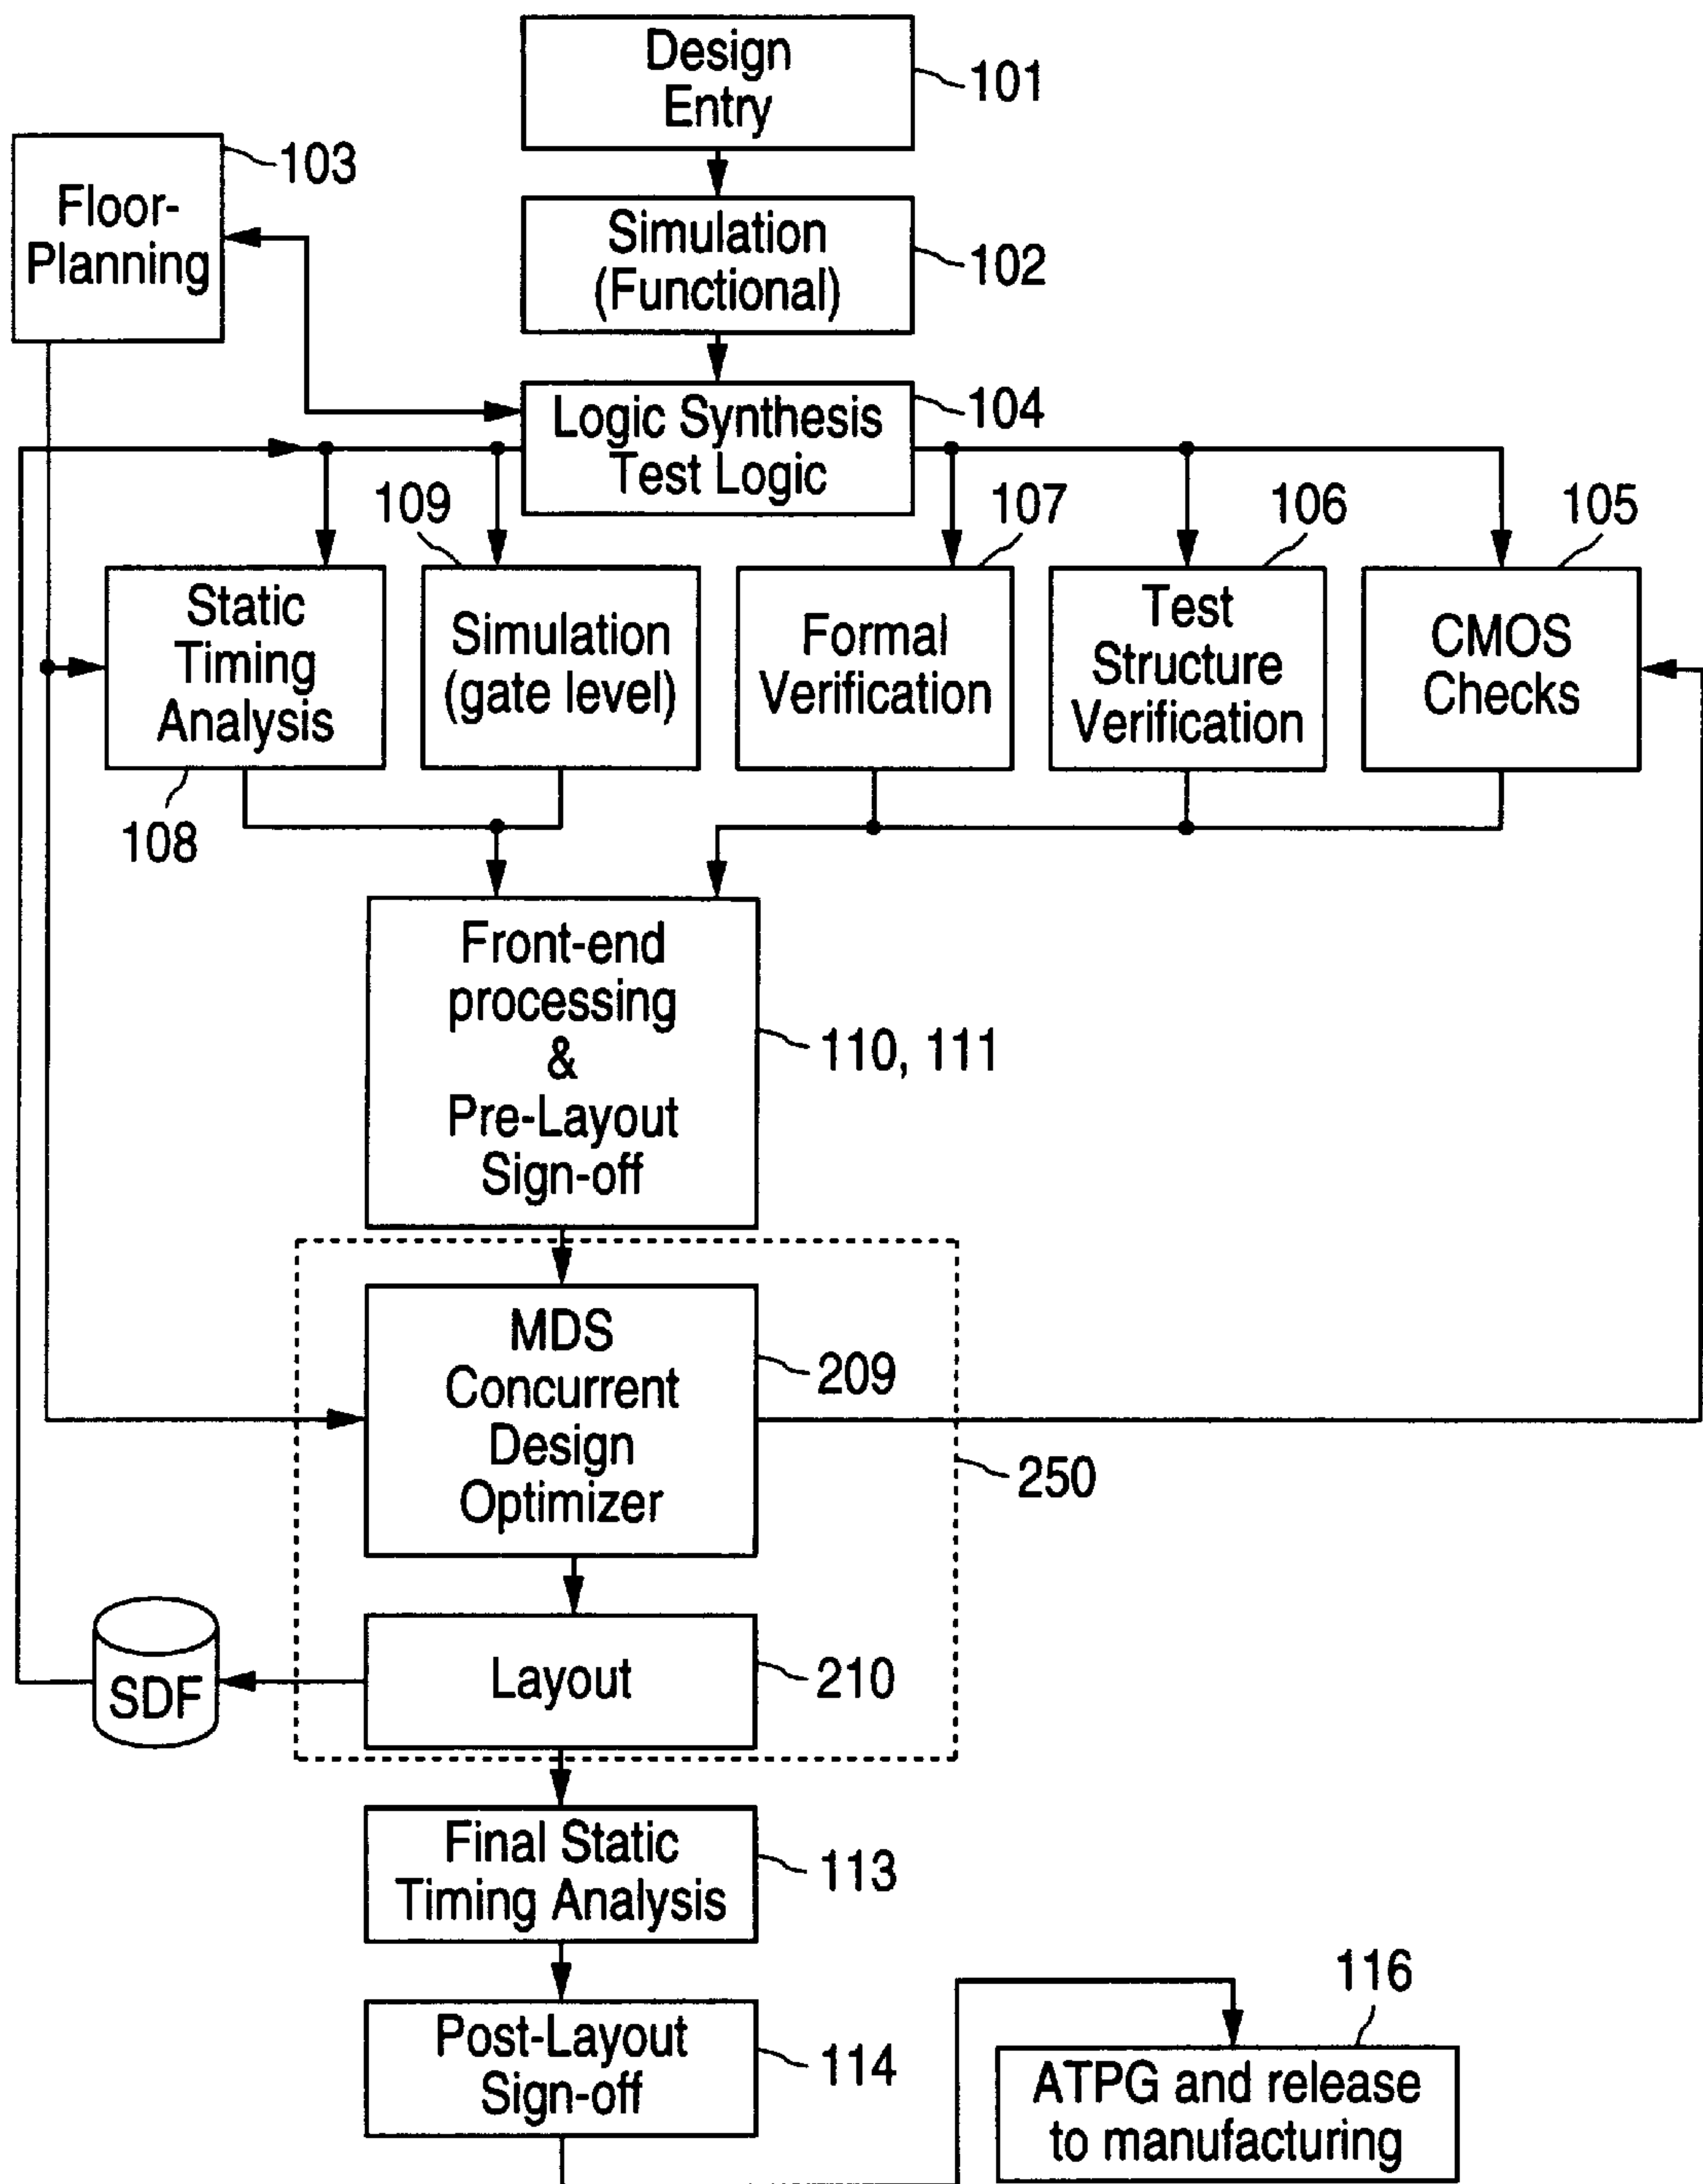 Design
Entry
101
103
Floor-
Planning
Simulation
(Functional)
102
Logic Synthesis
Test Logic
104
109
107
106
105
Static
Timing
Analysis
108
Simulation
(gate level)
Formal
Verification
Test
Structure
Verification
CMOS
Checks
Front-end
processing
&
Pre-Layout
Sign-off
110, 111
MDS
Concurrent
Design
Optimizer
209
250
SDF
Layout
210
Final Static
Timing Analysis
113
Post-Layout
Sign-off
114
116
ATPG and release
to manufacturing